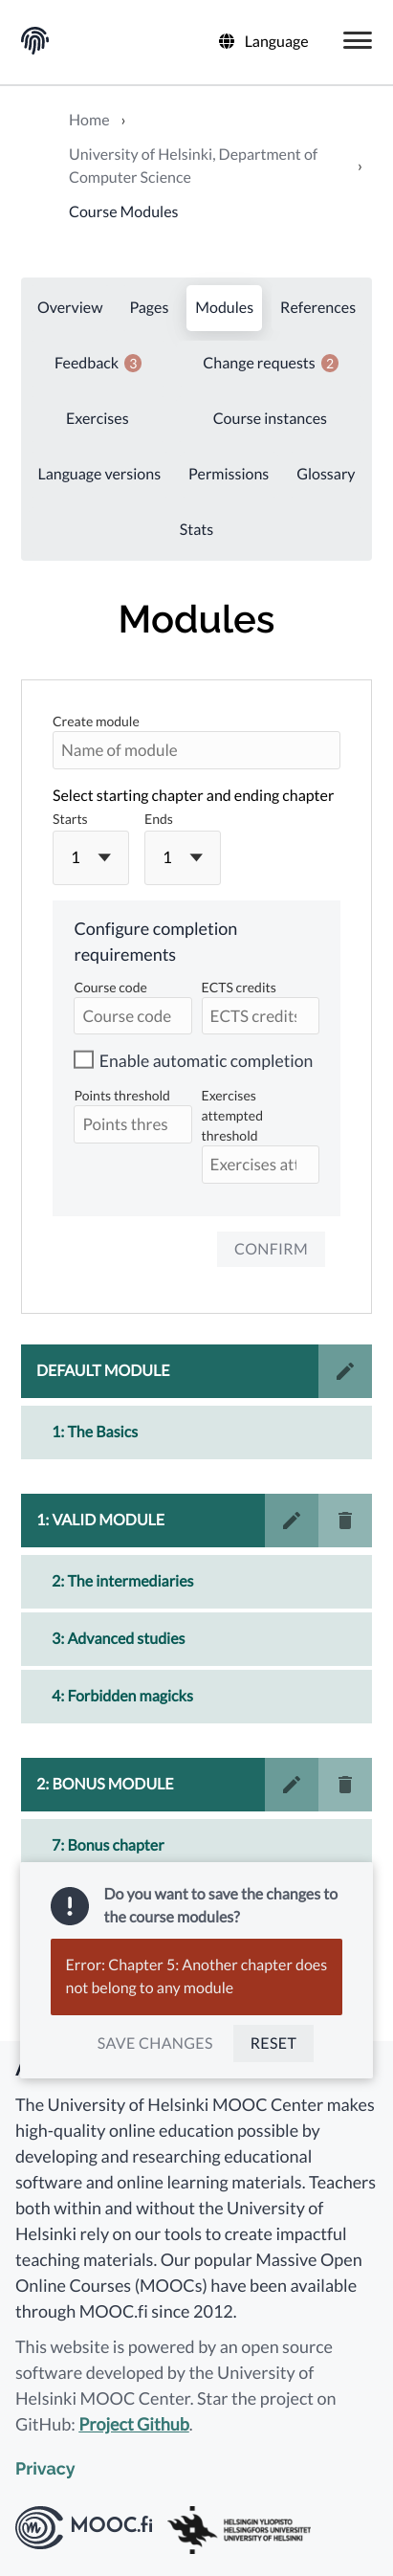 Language
Home ›
University of Helsinki, Department of
Computer Science ›
Course Modules
Overview Pages Modules References
Feedback 3 Change requests 2
Exercises Course instances
Language versions Permissions Glossary
Stats
Modules
Create module
Name of module
Select starting chapter and ending chapter
Starts Ends
1 1
Configure completion
requirements
Course code ECTS credits
Course code ECTS credits
Enable automatic completion
Points threshold Exercises
attempted
threshold
Points thres
Exercises att
CONFIRM
DEFAULT MODULE
1: The Basics
1: VALID MODULE
2: The intermediaries
3: Advanced studies
4: Forbidden magicks
2: BONUS MODULE
7: Bonus chapter
Do you want to save the changes to
the course modules?
Error: Chapter 5: Another chapter does
not belong to any module
SAVE CHANGES RESET
The University of Helsinki MOOC Center makes
high-quality online education possible by
developing and researching educational
software and online learning materials. Teachers
both within and without the University of
Helsinki rely on our tools to create impactful
teaching materials. Our popular Massive Open
Online Courses (MOOCs) have been available
through MOOC.fi since 2012.
This website is powered by an open source
software developed by the University of
Helsinki MOOC Center. Star the project on
GitHub: Project Github.
Privacy
MOOC.fi
HELSINGIN YLIOPISTO
HELSINGFORS UNIVERSITET
UNIVERSITY OF HELSINKI